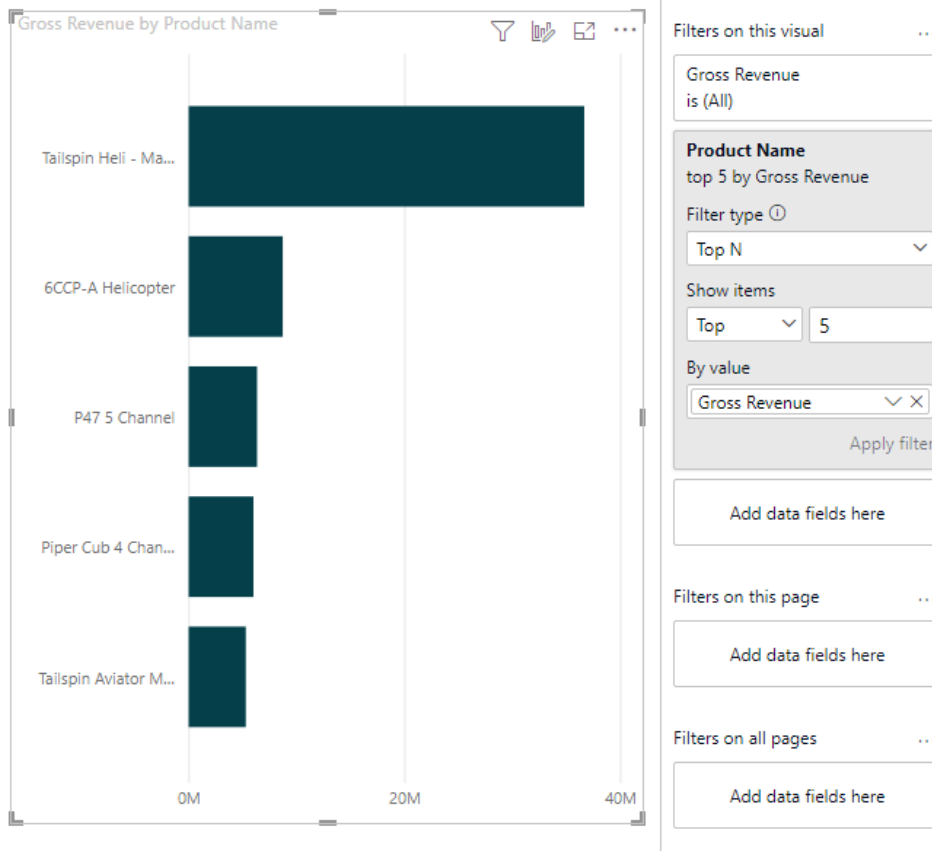 Gross Revenue by Product Name
Tailspin Heli - Ma...
6CCP-A Helicopter
P47 5 Channel
Piper Cub 4 Chan...
Tailspin Aviator M...
0M 20M 40M
Filters on this visual
Gross Revenue
is (All)
Product Name
top 5 by Gross Revenue
Filter type
Top N
Show items
Top 5
By value
Gross Revenue
Apply filter
Add data fields here
Filters on this page
Add data fields here
Filters on all pages
Add data fields here